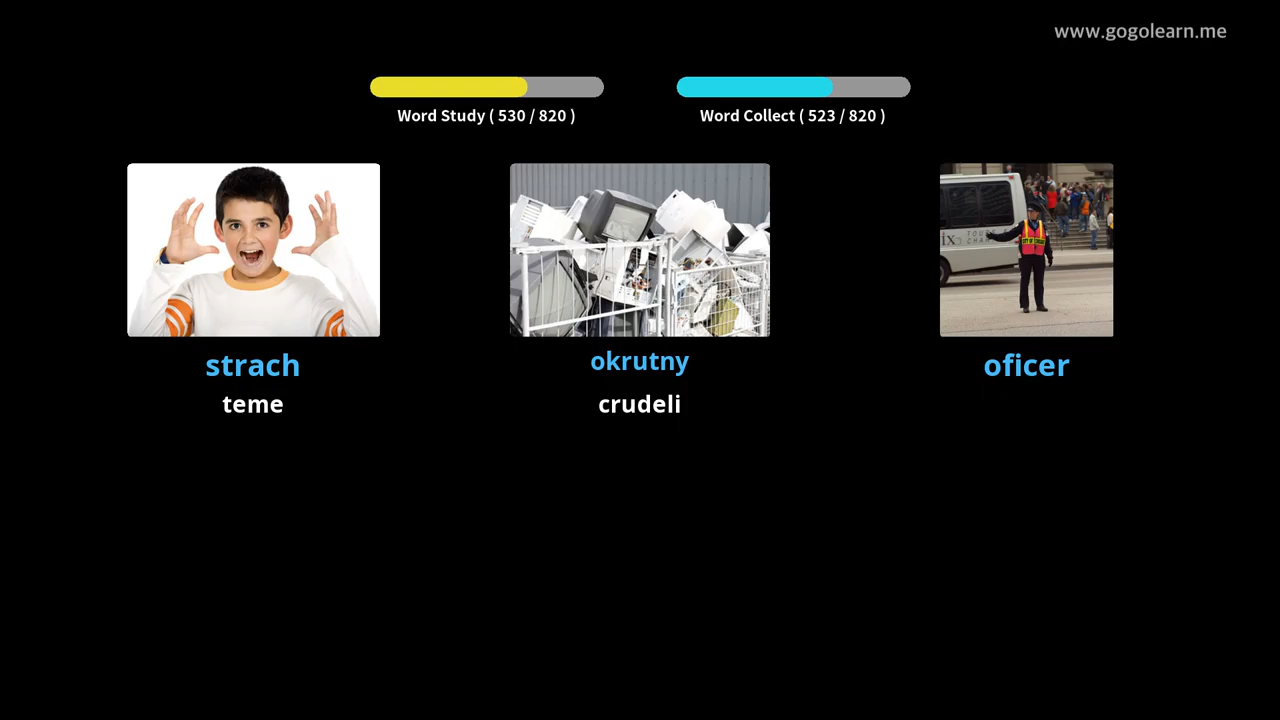 www.gogolearn.me
Word Study ( 530 / 820 )
Word Collect ( 523 / 820 )
strach
okrutny
oficer
teme
crudeli